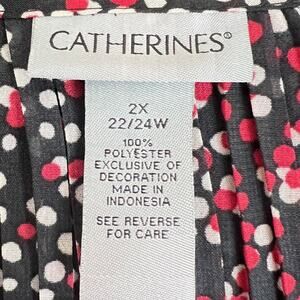 CATHERINES®
2X
22/24W
100%
POLYESTER
EXCLUSIVE OF
DECORATION
MADE IN
INDONESIA
SEE REVERSE
FOR CARE